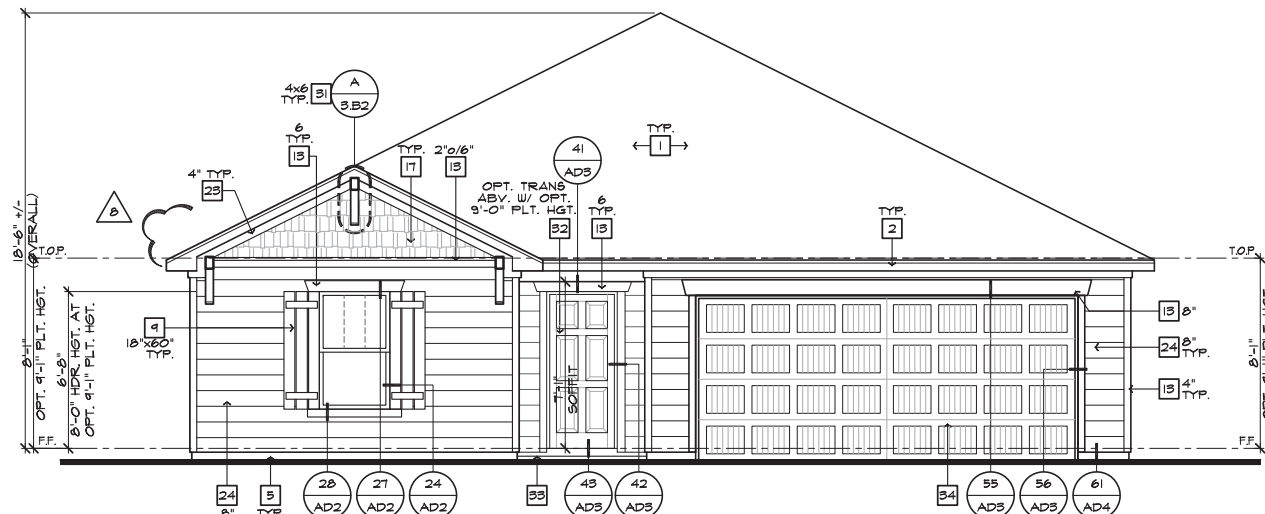 A
3.B2
4x6
TYP.
31
6
TYP.
13
TYP.
17
2"o/6"
13
4" TYP.
23
8
OPT. TRANS
ABV. W/ OPT.
9'-0" PLT. HGT.
32
41
AD3
6
TYP.
13
TYP.
1
TYP.
2
18'-6" +/-
(OVERALL)
T.O.P.
T.O.P.
8'-1"
OPT. 9'-1" PLT. HGT.
6'-8"
8'-0" HDR. HGT. AT
OPT. 9'-1" PLT. HGT.
9
18"x60"
TYP.
SOFFIT
13 8"
24 8"
TYP.
13 4"
TYP.
8'-1"
F.F.
F.F.
24
8"
5
TYP.
28
AD2
27
AD2
24
AD2
33
43
AD3
42
AD3
34
55
AD3
56
AD3
61
AD4